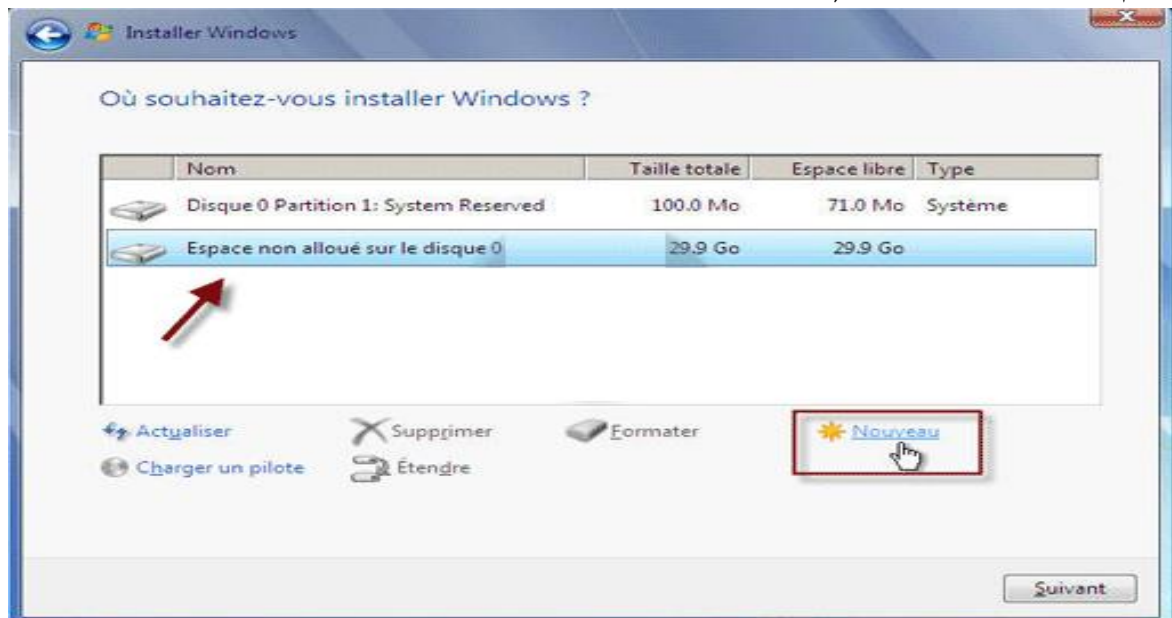 Installer Windows
Où souhaitez-vous installer Windows ?
Nom Taille totale Espace libre Type
Disque 0 Partition 1: System Reserved 100.0 Mo 71.0 Mo Système
Espace non alloué sur le disque 0 29.9 Go 29.9 Go
Actualiser Supprimer Formater Nouveau
Charger un pilote Étendre
Suivant